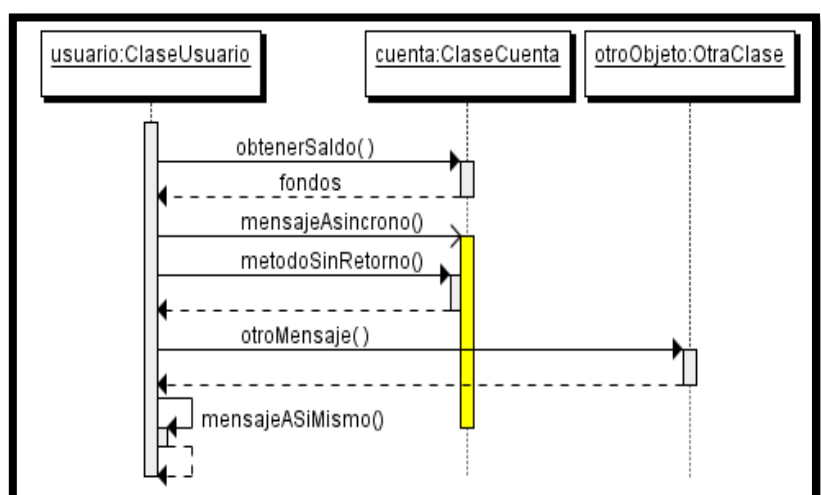 usuario:ClaseUsuario
cuenta:ClaseCuenta
otroObjeto:OtraClase
obtenerSaldo()
fondos
mensajeAsincrono()
metodoSinRetorno()
otroMensaje()
mensajeASiMismo()